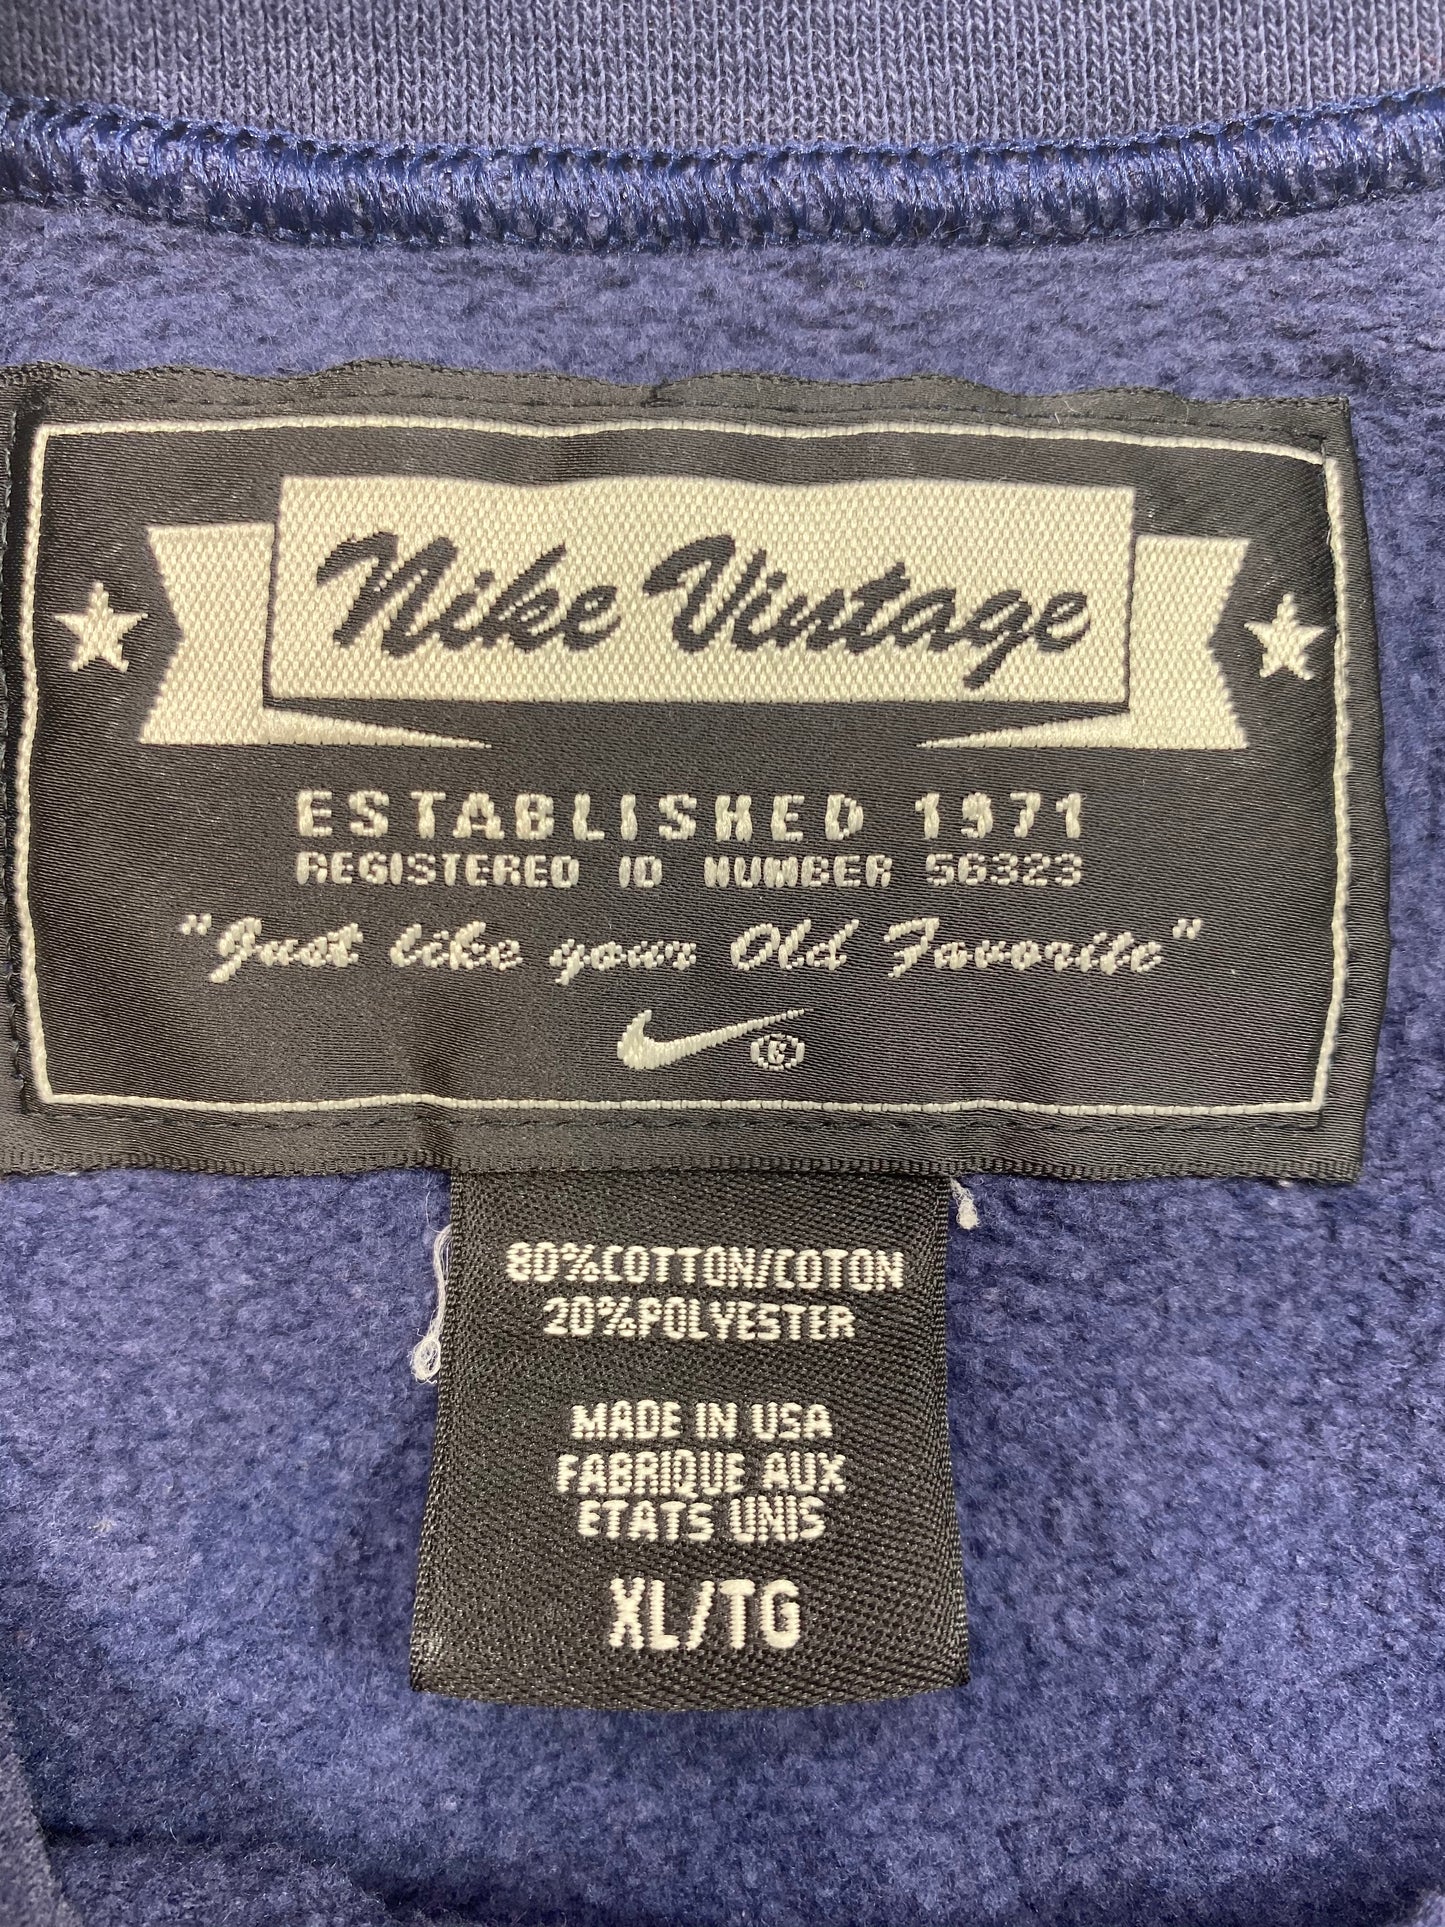 Nike Vintage
ESTABLISHED 1971
REGISTERED ID NUMBER 56323
"Just like your Old Favorite"
®
80%COTTON/COTON
20%POLYESTER
MADE IN USA
FABRIQUE AUX
ETATS UNIS
XL/TG